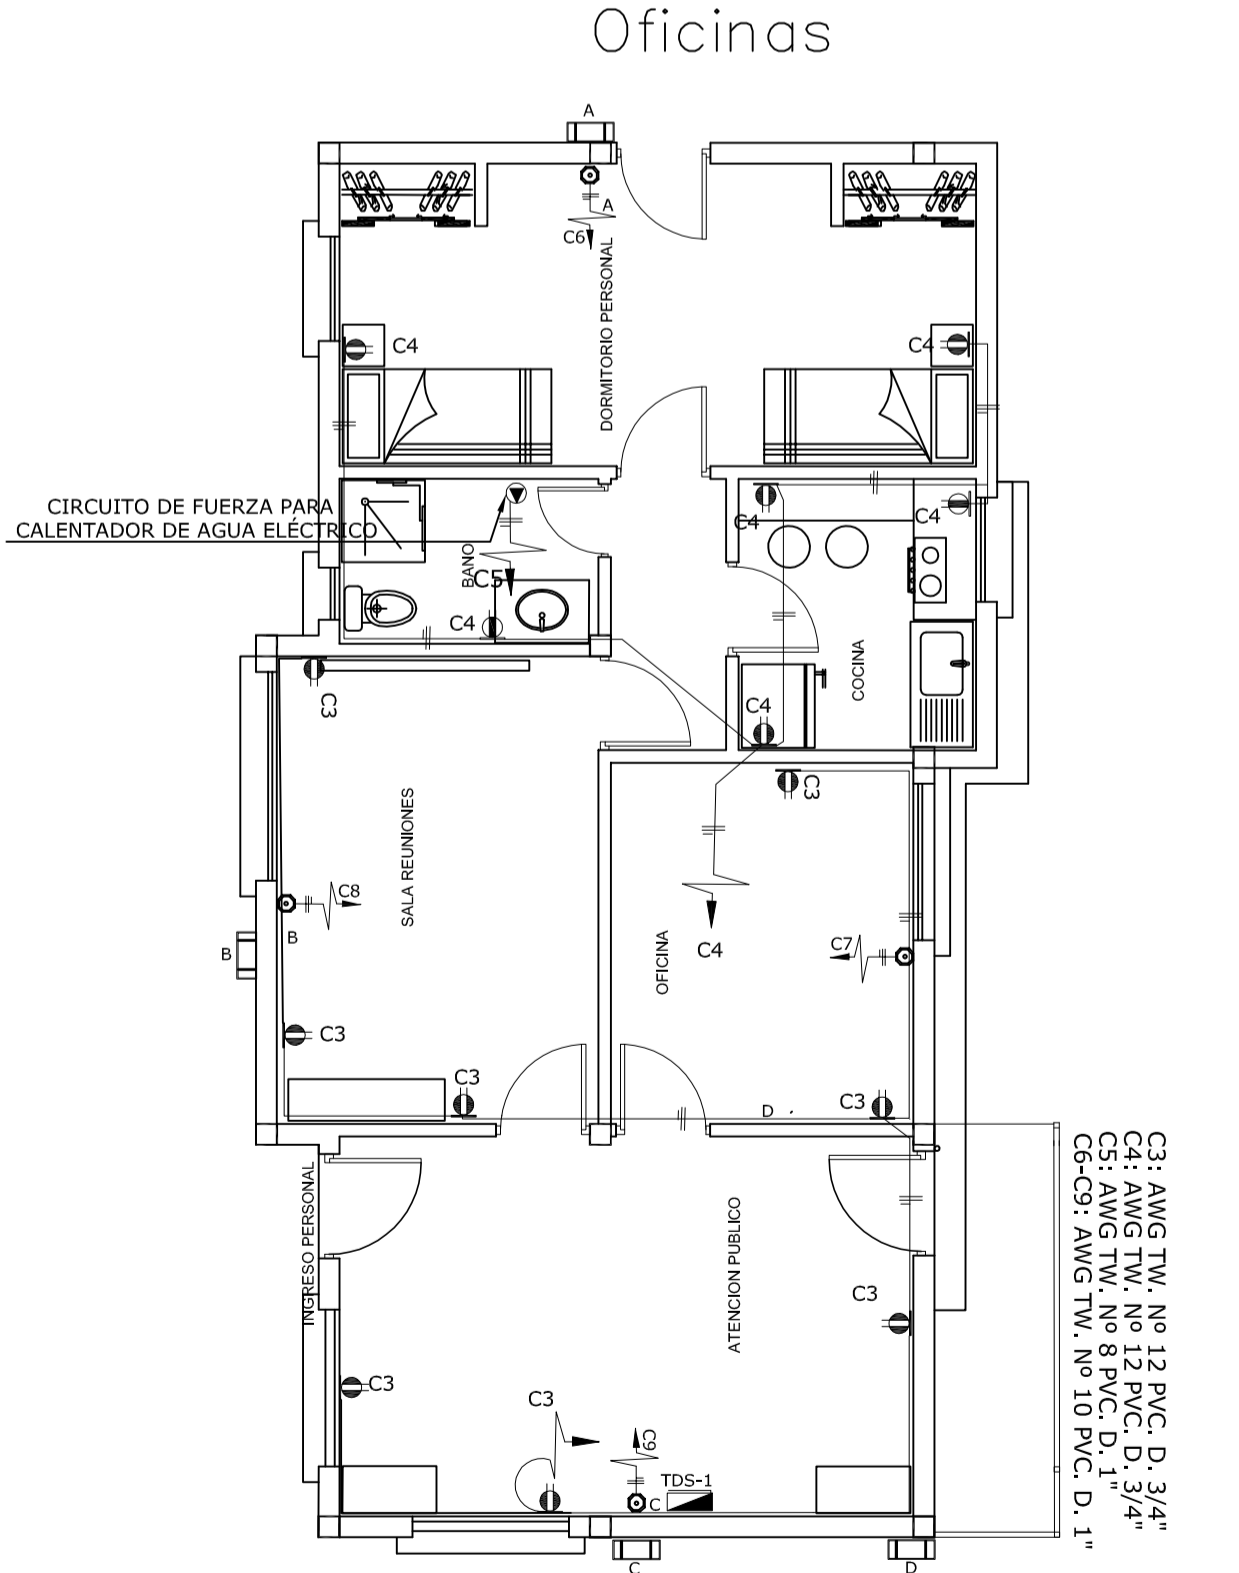 Oficinas
A
A
C6
DORMITORIO PERSONAL
C4
C4
CIRCUITO DE FUERZA PARA
CALENTADOR DE AGUA ELÉCTRICO
C4
C4
BANO
C5
C4
COCINA
C3
C4
C3
SALA REUNIONES
C8
B
B
OFICINA
C4
C7
C3
C3
C3
D
INGRESO PERSONAL
ATENCION PUBLICO
C3
C3
C3
C9
TDS-1
C
C
D
C3: AWG TW. Nº 12 PVC. D. 3/4"
C4: AWG TW. Nº 12 PVC. D. 3/4"
C5: AWG TW. Nº 8 PVC. D. 1"
C6-C9: AWG TW. Nº 10 PVC. D. 1"